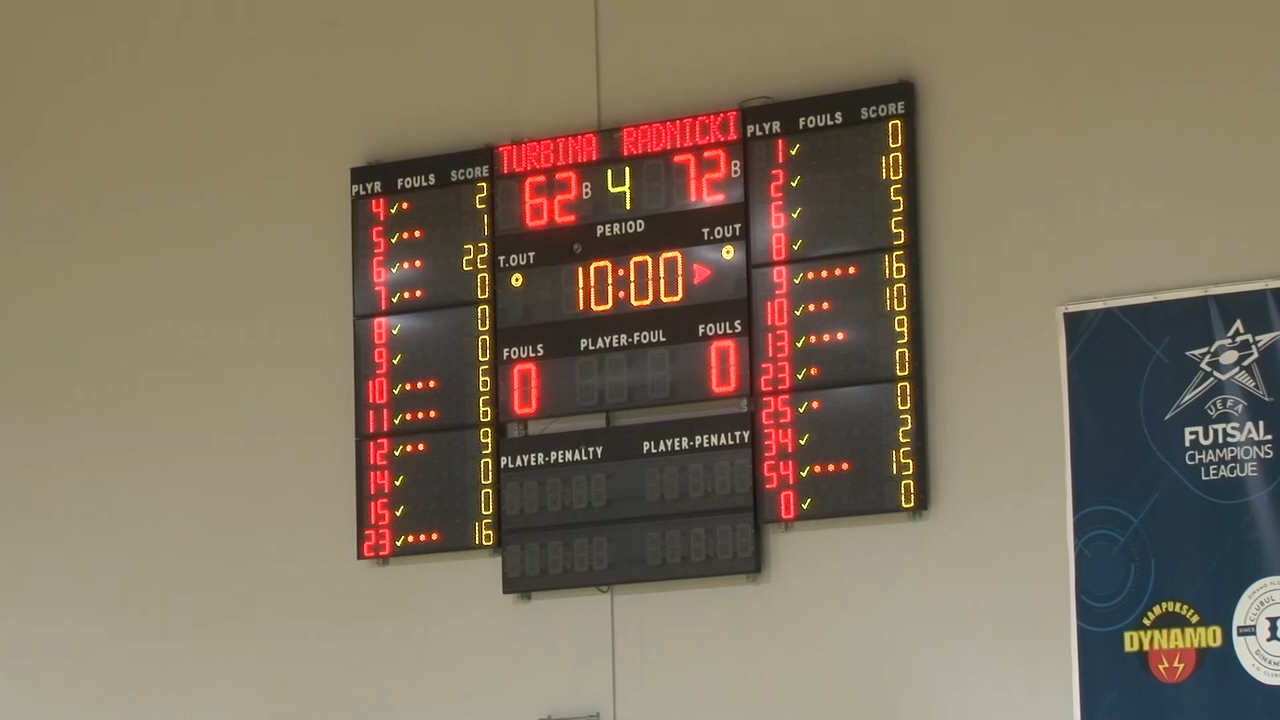 TURBINA RADNICKI
62 B 4 72 B
PERIOD
T.OUT T.OUT
10:00
FOULS PLAYER-FOUL FOULS
0 0
PLAYER-PENALTY PLAYER-PENALTY
PLYR FOULS SCORE
4 2
5 1
6 22
7 0
8 0
9 0
10 6
11 6
12 9
14 0
15 0
23 16
PLYR FOULS SCORE
1 0
2 10
6 5
8 5
9 16
10 10
13 9
23 0
25 0
34 2
54 15
0 0
UEFA
FUTSAL
CHAMPIONS
LEAGUE
KAMPUKSEN
DYNAMO
CLUBUL
SINCE